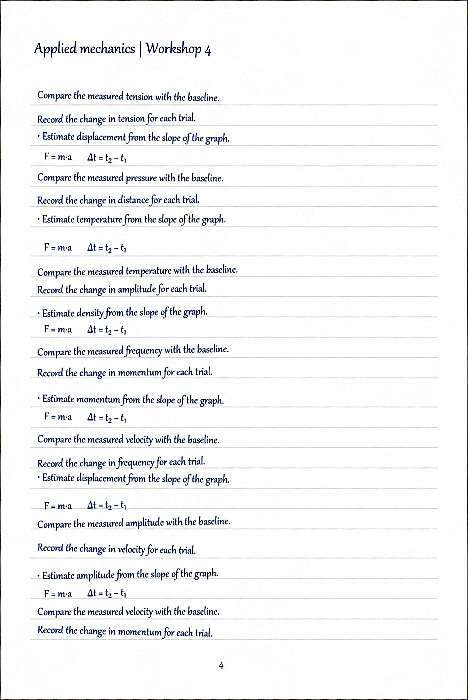 Applied mechanics | Workshop 4
Compare the measured tension with the baseline.
Record the change in tension for each trial.
· Estimate displacement from the slope of the graph.
F = m·a Δt = t₂ − t₁
Compare the measured pressure with the baseline.
Record the change in distance for each trial.
· Estimate temperature from the slope of the graph.
F = m·a Δt = t₂ − t₁
Compare the measured temperature with the baseline.
Record the change in amplitude for each trial.
· Estimate density from the slope of the graph.
F = m·a Δt = t₂ − t₁
Compare the measured frequency with the baseline.
Record the change in momentum for each trial.
· Estimate momentum from the slope of the graph.
F = m·a Δt = t₂ − t₁
Compare the measured velocity with the baseline.
Record the change in frequency for each trial.
· Estimate displacement from the slope of the graph.
F = m·a Δt = t₂ − t₁
Compare the measured amplitude with the baseline.
Record the change in velocity for each trial.
· Estimate amplitude from the slope of the graph.
F = m·a Δt = t₂ − t₁
Compare the measured velocity with the baseline.
Record the change in momentum for each trial.
4